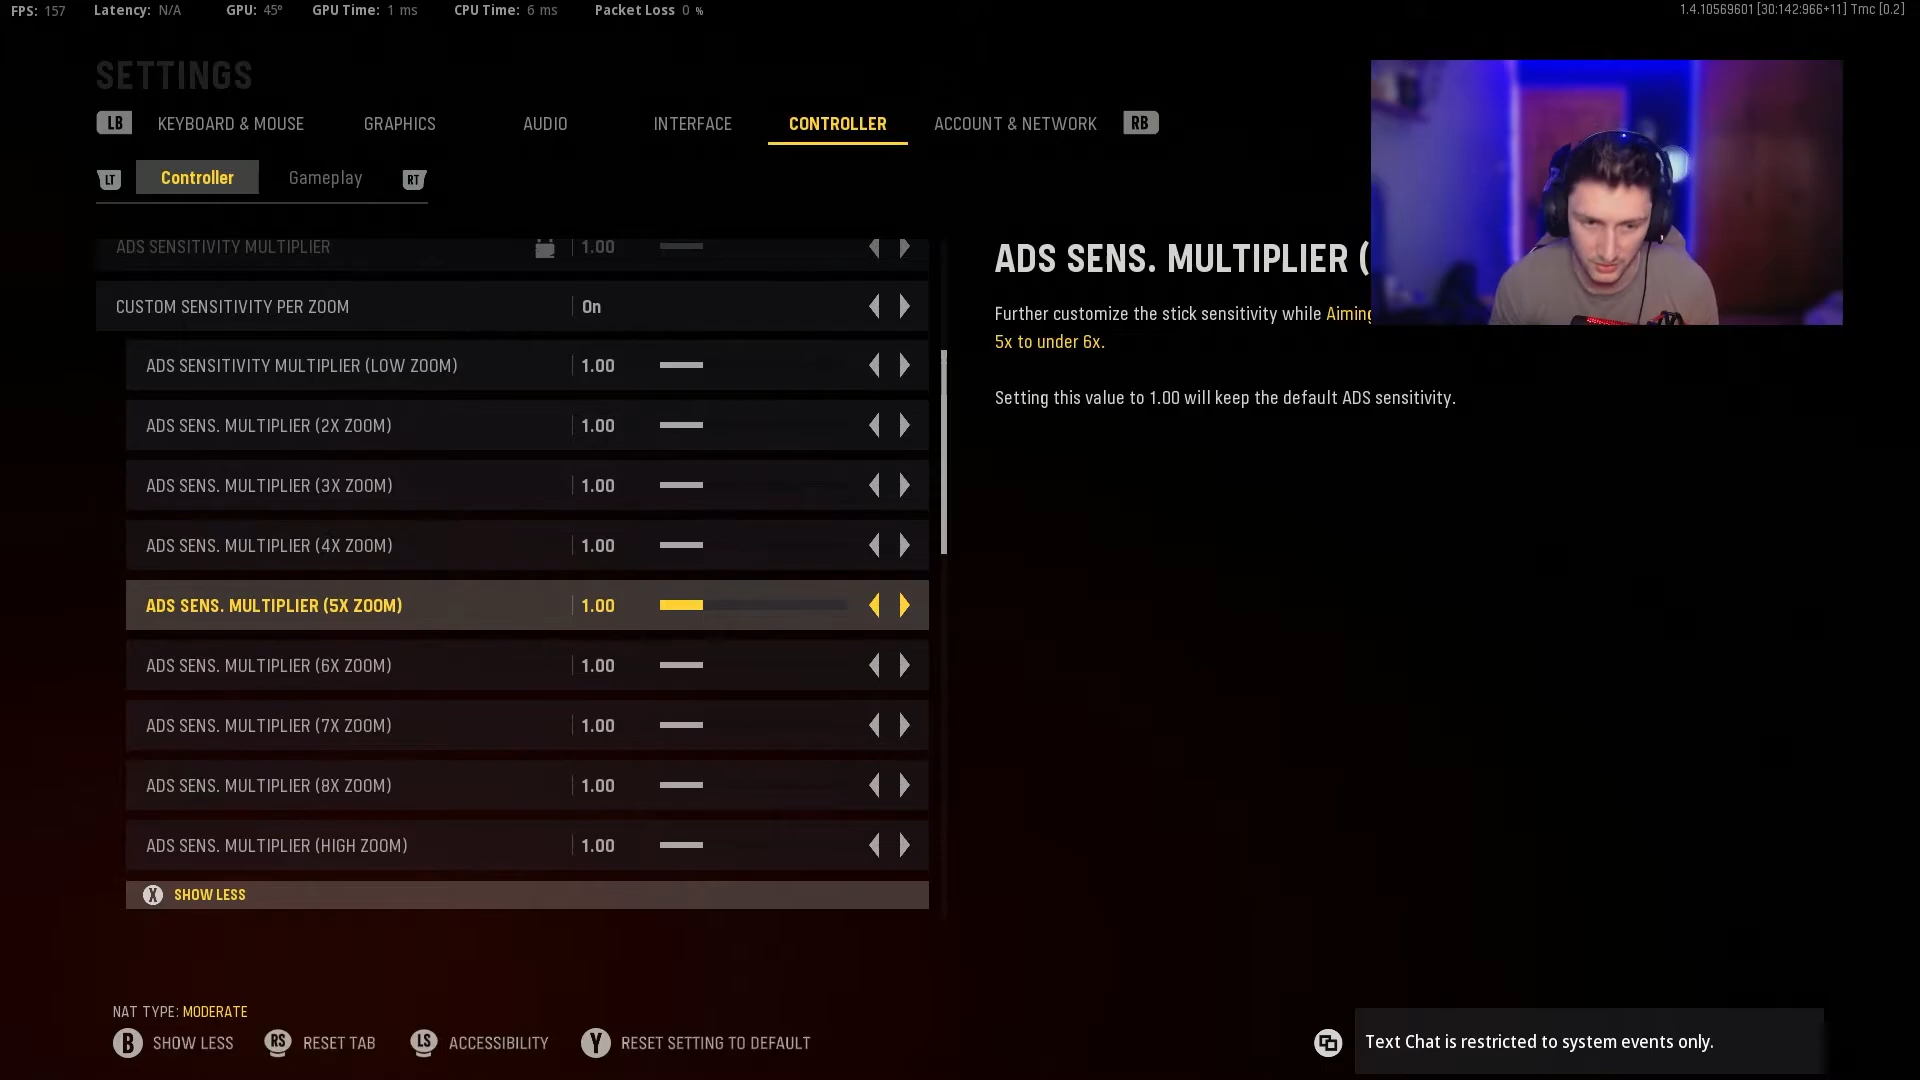 FPS: 157 Latency: N/A GPU: 45° GPU Time: 1 ms CPU Time: 6 ms Packet Loss 0 %
1.4.10569601 [30:142:966+11] Tmc [0.2]
SETTINGS
LB KEYBOARD & MOUSE GRAPHICS AUDIO INTERFACE CONTROLLER ACCOUNT & NETWORK RB
LT Controller Gameplay RT
ADS SENSITIVITY MULTIPLIER 1.00
CUSTOM SENSITIVITY PER ZOOM On
ADS SENSITIVITY MULTIPLIER (LOW ZOOM) 1.00
ADS SENS. MULTIPLIER (2X ZOOM) 1.00
ADS SENS. MULTIPLIER (3X ZOOM) 1.00
ADS SENS. MULTIPLIER (4X ZOOM) 1.00
ADS SENS. MULTIPLIER (5X ZOOM) 1.00
ADS SENS. MULTIPLIER (6X ZOOM) 1.00
ADS SENS. MULTIPLIER (7X ZOOM) 1.00
ADS SENS. MULTIPLIER (8X ZOOM) 1.00
ADS SENS. MULTIPLIER (HIGH ZOOM) 1.00
X SHOW LESS
ADS SENS. MULTIPLIER (
Further customize the stick sensitivity while Aiming
5x to under 6x.
Setting this value to 1.00 will keep the default ADS sensitivity.
NAT TYPE: MODERATE
B SHOW LESS RS RESET TAB LS ACCESSIBILITY Y RESET SETTING TO DEFAULT
Text Chat is restricted to system events only.